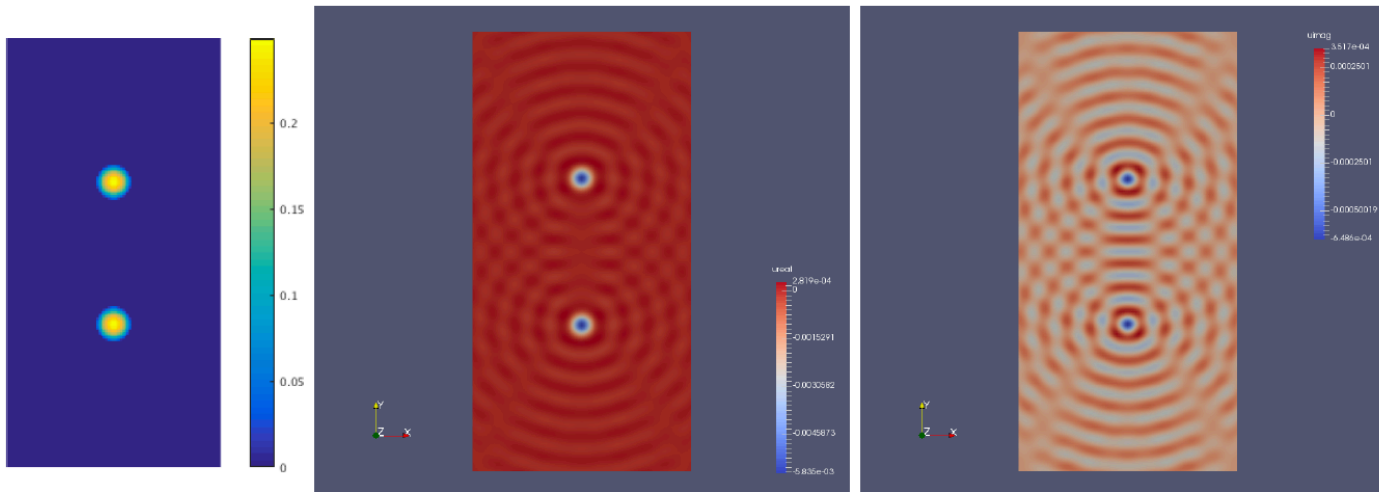 0.2
0.15
0.1
0.05
0
ureal
2.819e-04
0
-0.0015291
-0.0030582
-0.0045873
-5.835e-03
Y
Z
X
uimag
3.517e-04
0.0002501
0
-0.0002501
-0.00050019
-6.486e-04
Y
Z
X